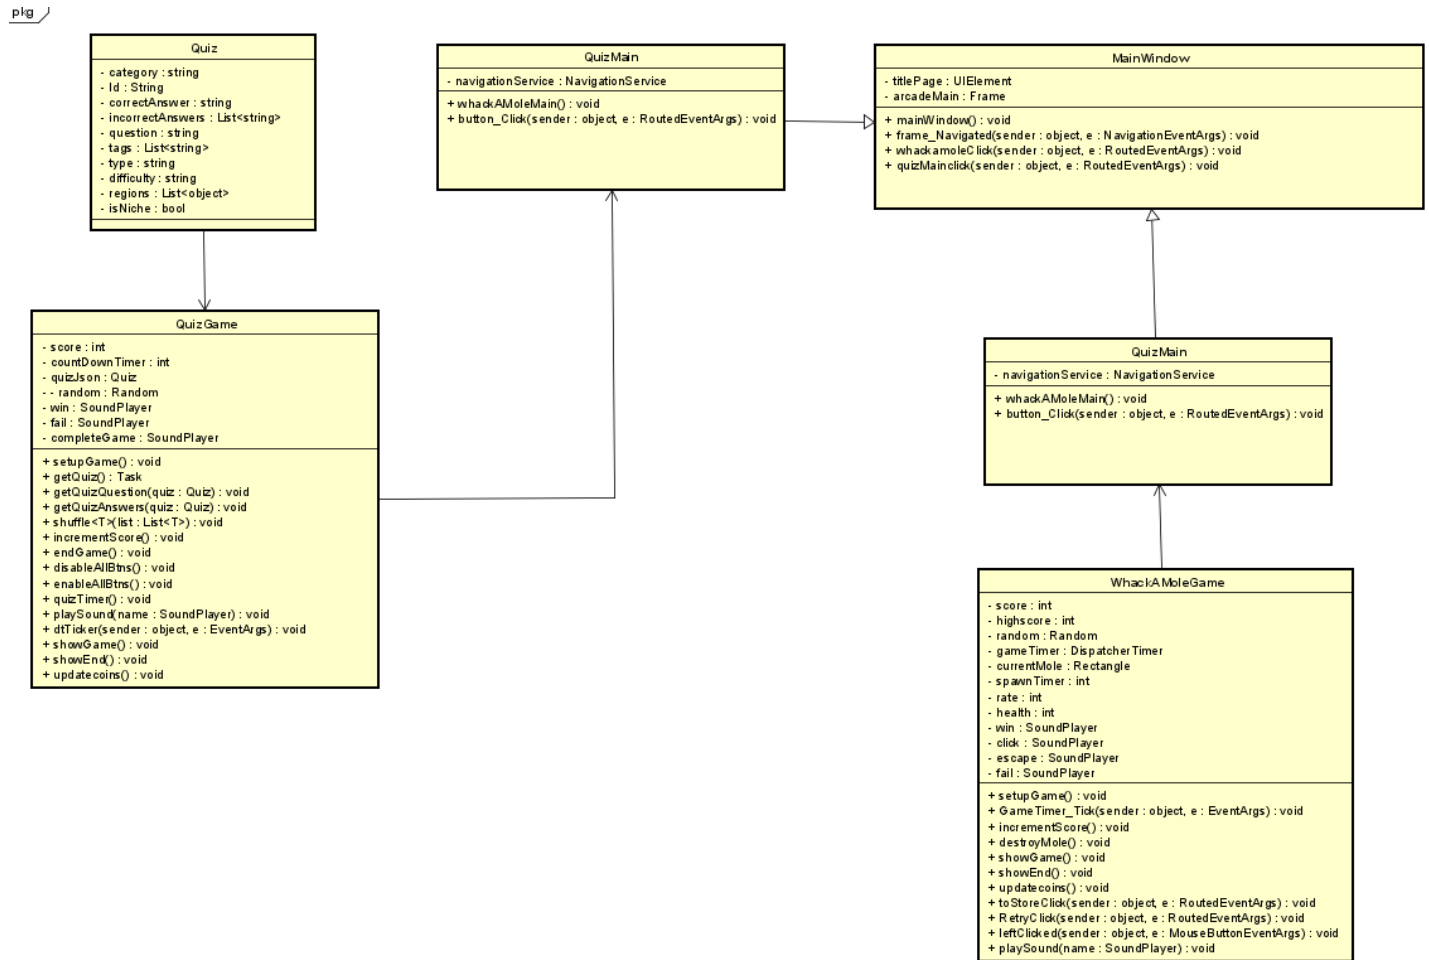 pkg
Quiz
- category : string
- Id : String
- correctAnswer : string
- incorrectAnswers : List<string>
- question : string
- tags : List<string>
- type : string
- difficulty : string
- regions : List<object>
- isNiche : bool
QuizMain
- navigationService : NavigationService
+ whackAMoleMain() : void
+ button_Click(sender : object, e : RoutedEventArgs) : void
MainWindow
- titlePage : UIElement
- arcadeMain : Frame
+ mainWindow() : void
+ frame_Navigated(sender : object, e : NavigationEventArgs) : void
+ whackamoleClick(sender : object, e : RoutedEventArgs) : void
+ quizMainclick(sender : object, e : RoutedEventArgs) : void
QuizGame
- score : int
- countDownTimer : int
- quizJson : Quiz
- - random : Random
- win : SoundPlayer
- fail : SoundPlayer
- completeGame : SoundPlayer
+ setupGame() : void
+ getQuiz() : Task
+ getQuizQuestion(quiz : Quiz) : void
+ getQuizAnswers(quiz : Quiz) : void
+ shuffle<T>(list : List<T>) : void
+ incrementScore() : void
+ endGame() : void
+ disableAllBtns() : void
+ enableAllBtns() : void
+ quizTimer() : void
+ playSound(name : SoundPlayer) : void
+ dtTicker(sender : object, e : EventArgs) : void
+ showGame() : void
+ showEnd() : void
+ updatecoins() : void
QuizMain
- navigationService : NavigationService
+ whackAMoleMain() : void
+ button_Click(sender : object, e : RoutedEventArgs) : void
WhackAMoleGame
- score : int
- highscore : int
- random : Random
- gameTimer : DispatcherTimer
- currentMole : Rectangle
- spawnTimer : int
- rate : int
- health : int
- win : SoundPlayer
- click : SoundPlayer
- escape : SoundPlayer
- fail : SoundPlayer
+ setupGame() : void
+ GameTimer_Tick(sender : object, e : EventArgs) : void
+ incrementScore() : void
+ destroyMole() : void
+ showGame() : void
+ showEnd() : void
+ updatecoins() : void
+ toStoreClick(sender : object, e : RoutedEventArgs) : void
+ RetryClick(sender : object, e : RoutedEventArgs) : void
+ leftClicked(sender : object, e : MouseButtonEventArgs) : void
+ playSound(name : SoundPlayer) : void